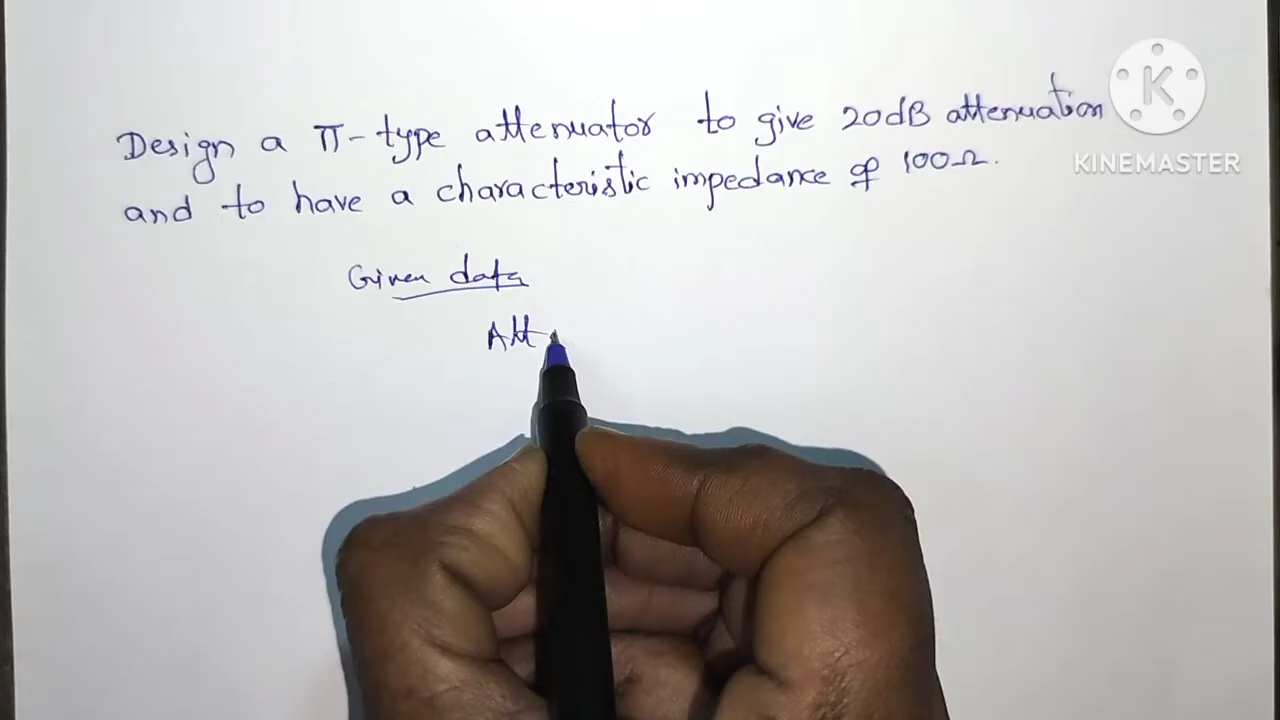 Design a π-type attenuator to give 20dB attenuation
and to have a characteristic impedance of 100Ω.
Given data
Att
KINEMASTER